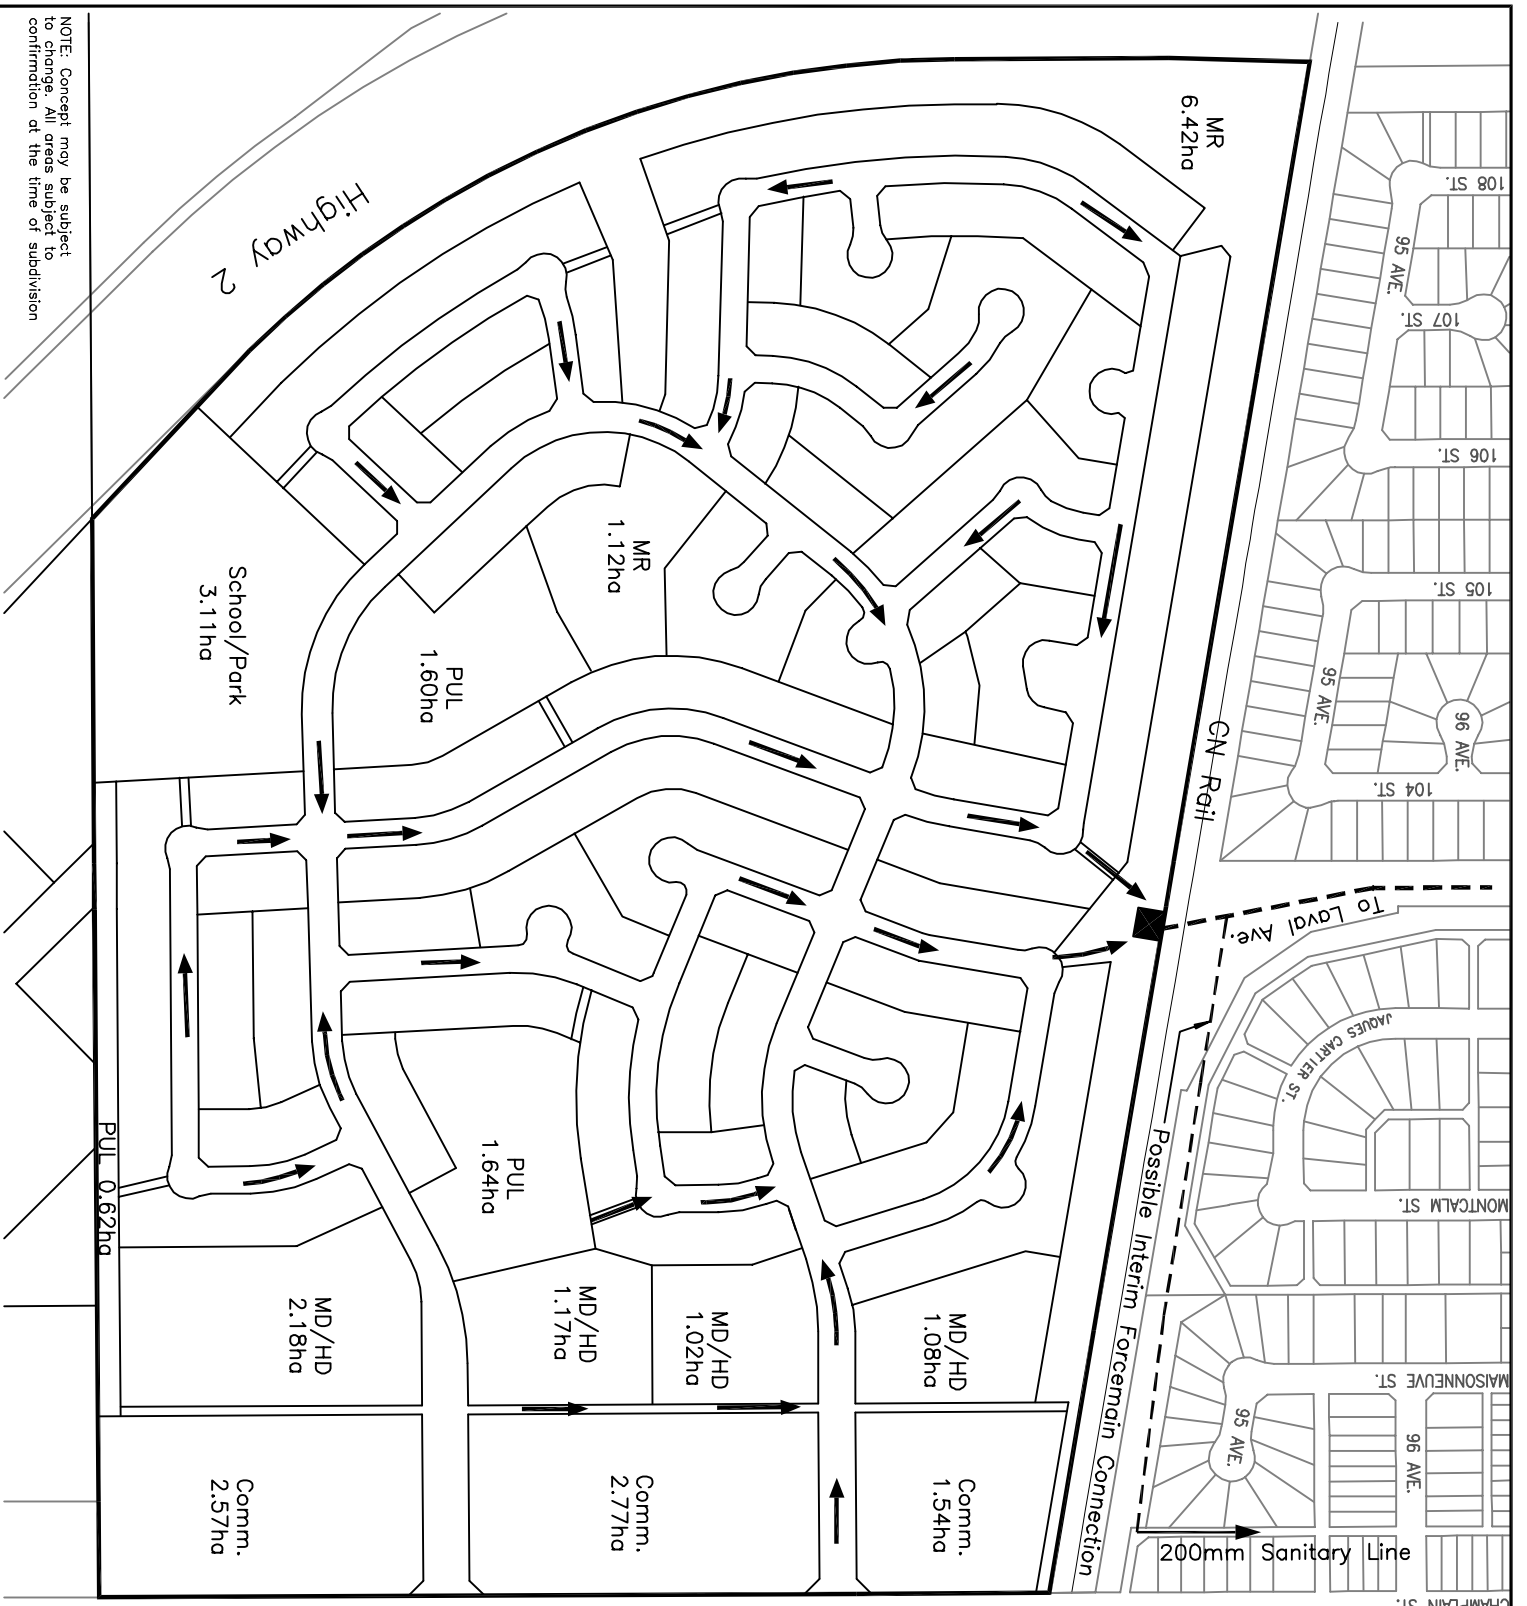 NOTE: Concept may be subject
to change. All areas subject to
confirmation at the time of subdivision
Highway 2
MR
6.42ha
MR
1.12ha
School/Park
3.11ha
PUL
1.60ha
PUL
1.64ha
PUL 0.62ha
MD/HD
2.18ha
MD/HD
1.17ha
MD/HD
1.02ha
MD/HD
1.08ha
Comm.
2.57ha
Comm.
2.77ha
Comm.
1.54ha
CN Rail
To Laval Ave.
Possible Interim Forcemain Connection
200mm Sanitary Line
108 ST.
95 AVE.
107 ST.
106 ST.
105 ST.
95 AVE.
96 AVE.
104 ST.
JAQUES CARTIER ST.
MONTCALM ST.
MAISONNEUVE ST.
95 AVE.
96 AVE.
CHAMPLAIN ST.